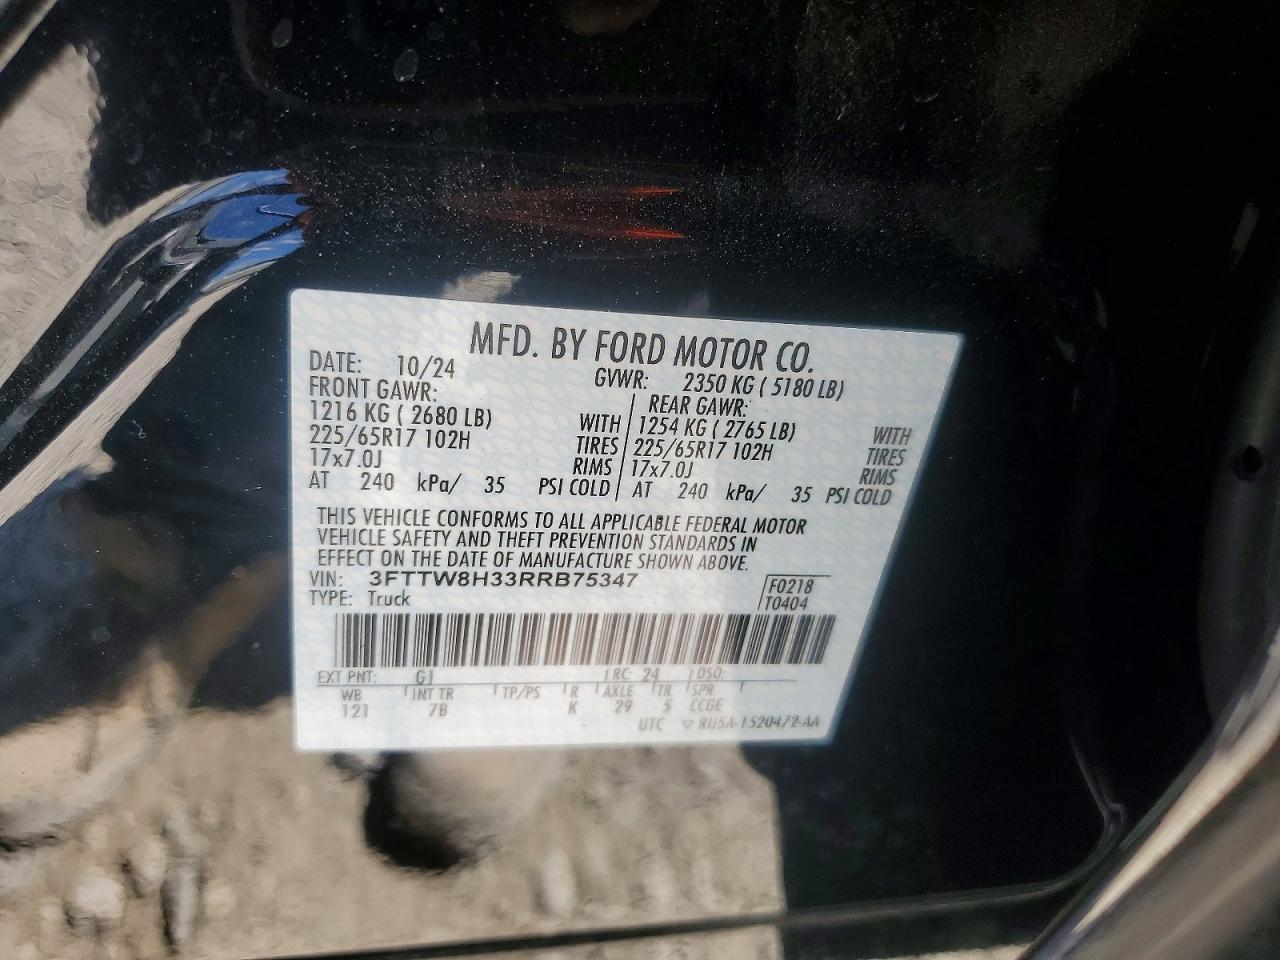 MFD. BY FORD MOTOR CO.
DATE: 10/24 GVWR: 2350 KG ( 5180 LB)
FRONT GAWR: REAR GAWR:
1216 KG ( 2680 LB) WITH 1254 KG ( 2765 LB) WITH
225/65R17 102H TIRES 225/65R17 102H TIRES
17x7.0J RIMS 17x7.0J RIMS
AT 240 kPa/ 35 PSI COLD AT 240 kPa/ 35 PSI COLD
THIS VEHICLE CONFORMS TO ALL APPLICABLE FEDERAL MOTOR
VEHICLE SAFETY AND THEFT PREVENTION STANDARDS IN
EFFECT ON THE DATE OF MANUFACTURE SHOWN ABOVE.
VIN: 3FTTW8H33RRB75347 F0218
TYPE: Truck T0404
EXT PNT: G1 RC: 24 DSO:
WB INT TR TP/PS R AXLE TR SPR
121 7B K 29 5 CCGE
UTC ▽ RU5A-1520472-AA